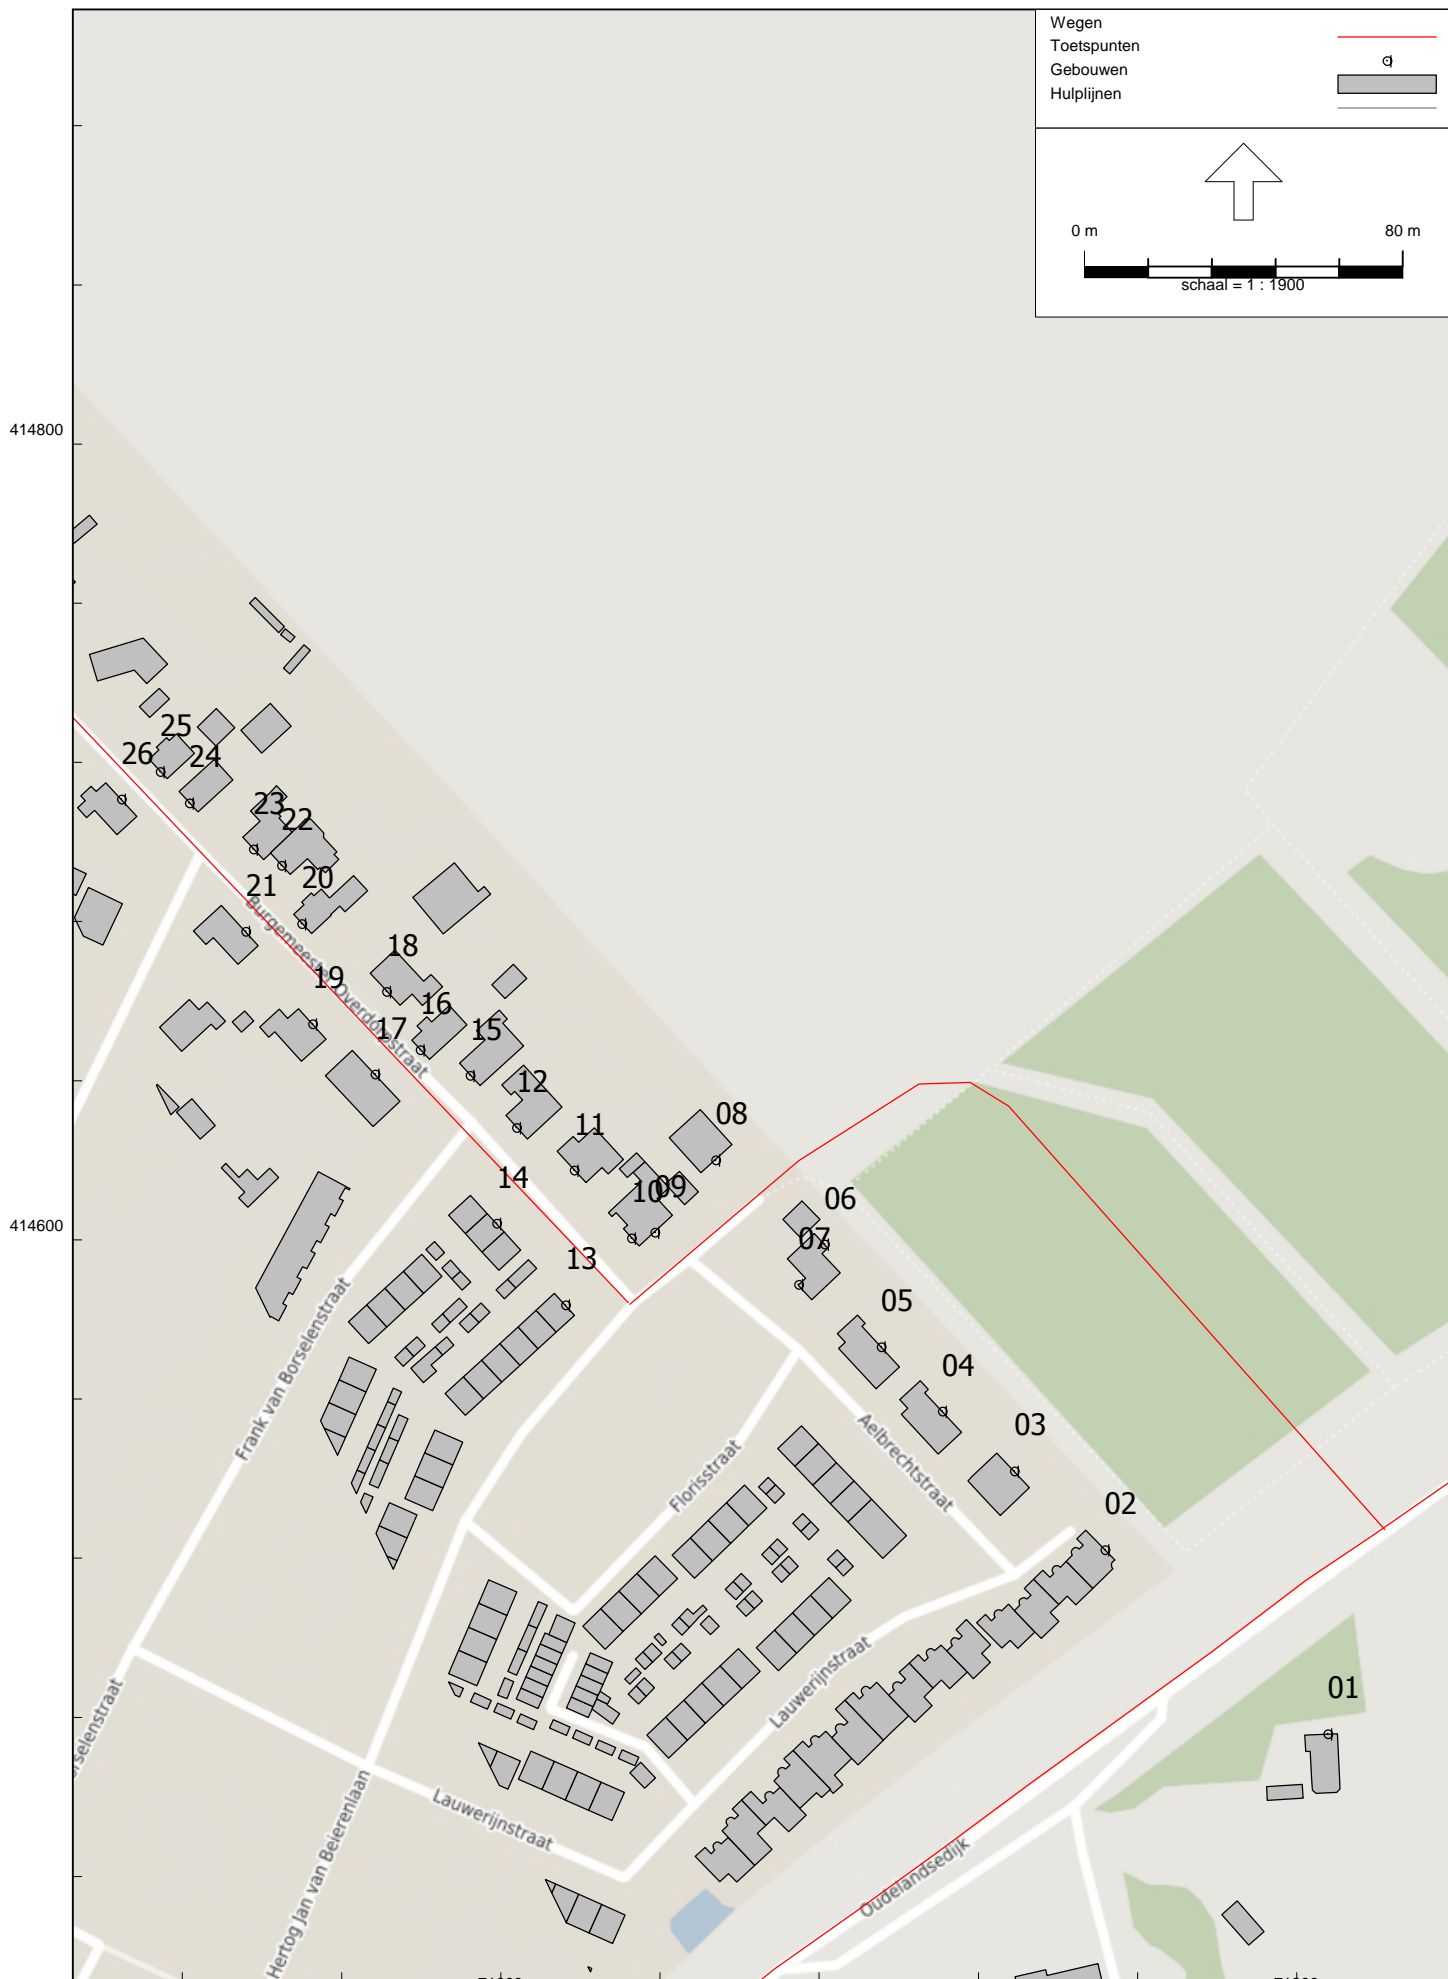 Wegen
Toetspunten
Gebouwen
Hulplijnen
0 m 80 m
schaal = 1 : 1900
414800
25
26
24
23
22
20
21
Burgemeester Overdorpstraat
18
19
16
17
15
12
11
08
14
09
10
06
07
414600
13
05
04
03
02
Frank van Borselenstraat
Florisstraat
Aelbrechtstraat
01
Lauwerijnstraat
Lauwerijnstraat
Hertog Jan van Beierenlaan
Oudelandsedijk